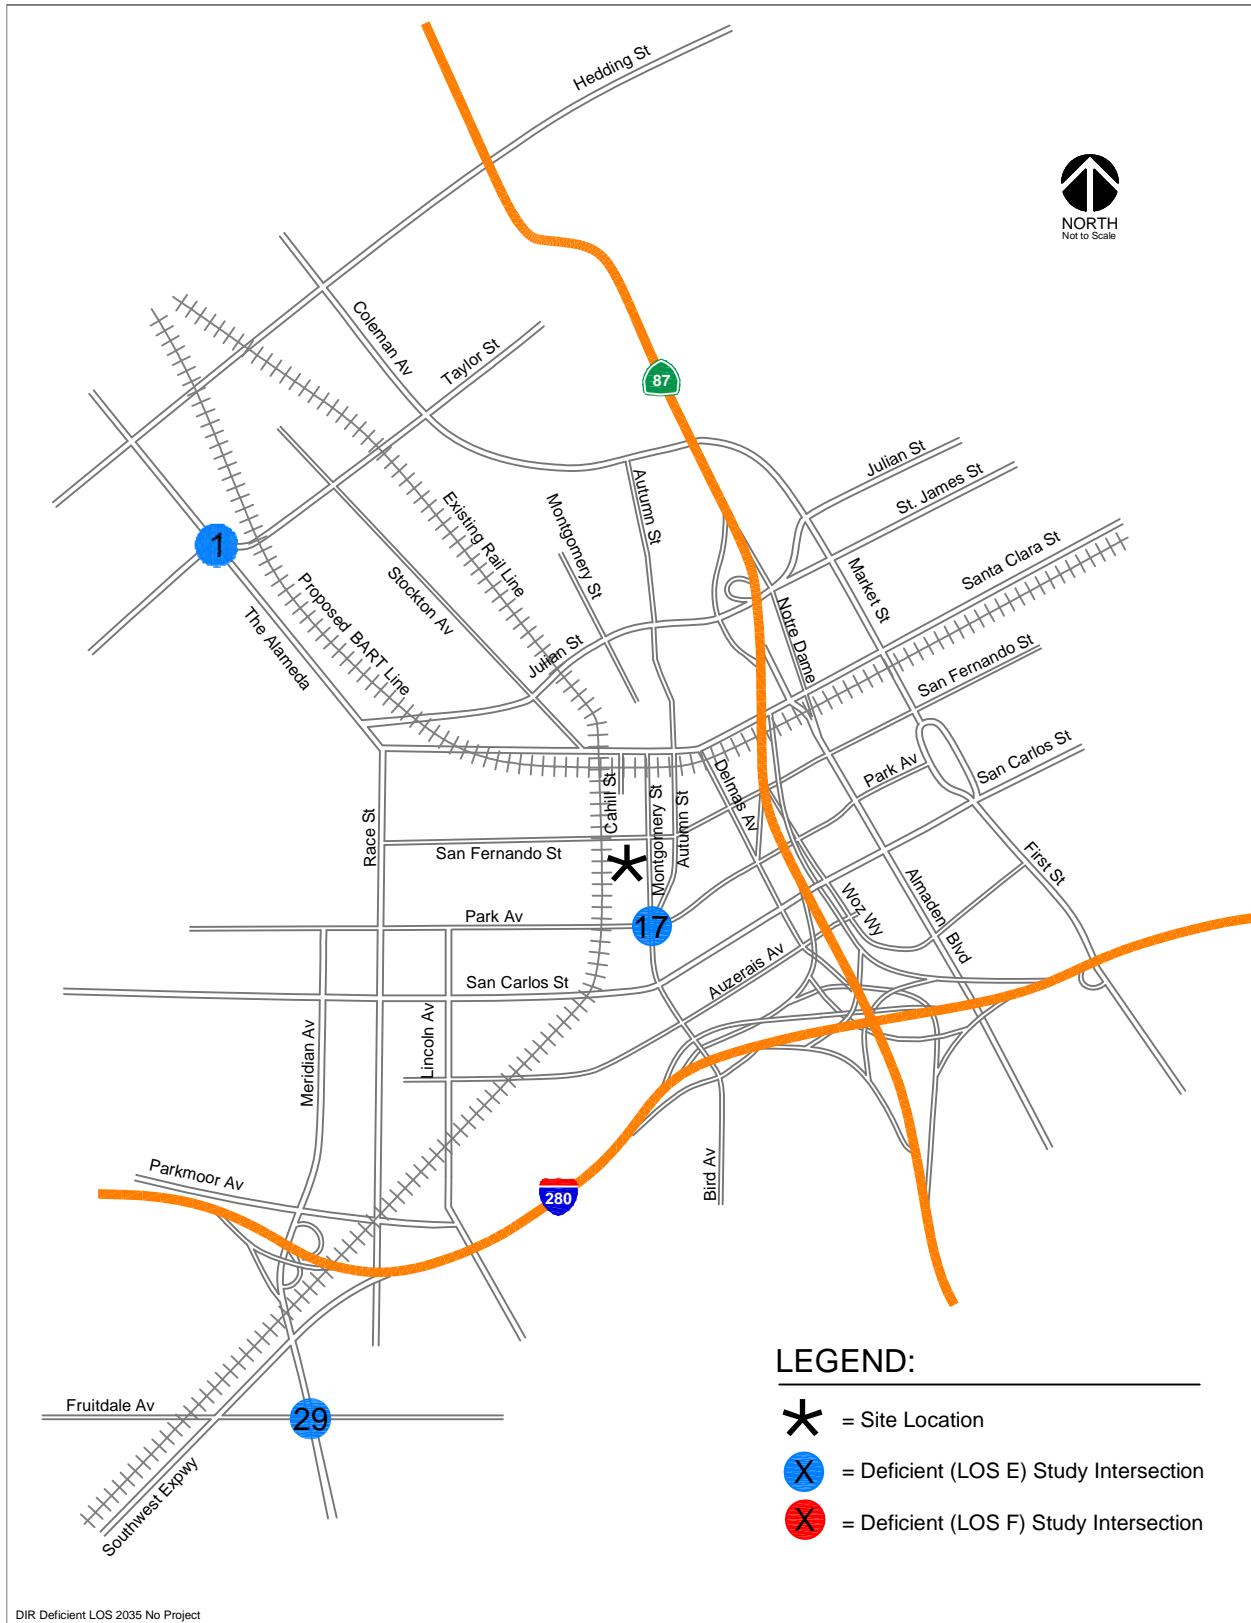 Hedding St
NORTH
Not to Scale
Coleman Av
Taylor St
87
Julian St
St. James St
Autumn St
Montgomery St
Existing Rail Line
Santa Clara St
1
Market St
Stockton Av
Proposed BART Line
Notre Dame
The Alameda
Julian St
San Fernando St
San Carlos St
Park Av
Delmas Av
Cahill St
Montgomery St
Autumn St
Race St
San Fernando St
First St
Almaden Blvd
Woz Wy
Park Av
17
San Carlos St
Auzerais Av
Lincoln Av
Meridian Av
Parkmoor Av
Bird Av
280
Fruitdale Av
29
Southwest Expwy
LEGEND:
= Site Location
X = Deficient (LOS E) Study Intersection
X = Deficient (LOS F) Study Intersection
DIR Deficient LOS 2035 No Project